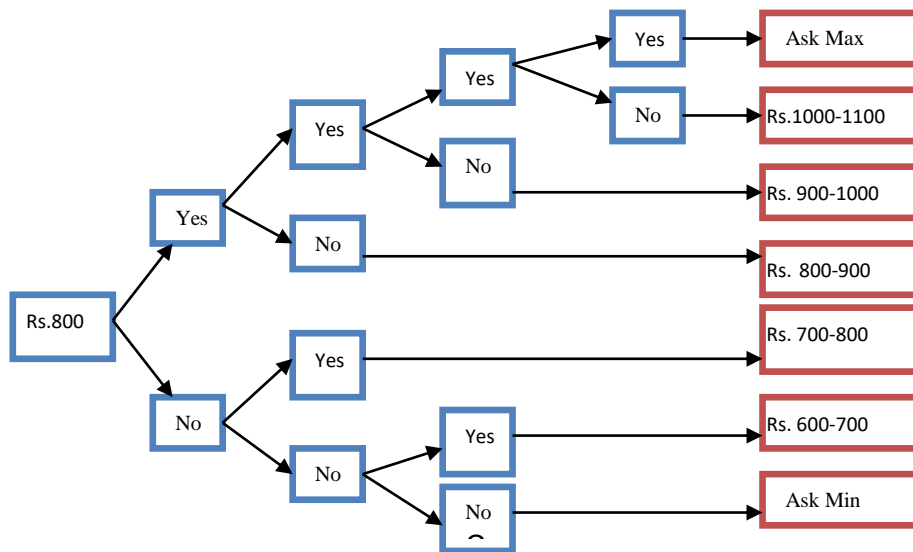 Yes
Ask Max
Yes
No
Rs.1000-1100
Yes
No
Rs. 900-1000
Yes
No
Rs. 800-900
Rs.800
Yes
Rs. 700-800
No
Yes
Rs. 600-700
No
No
Ask Min